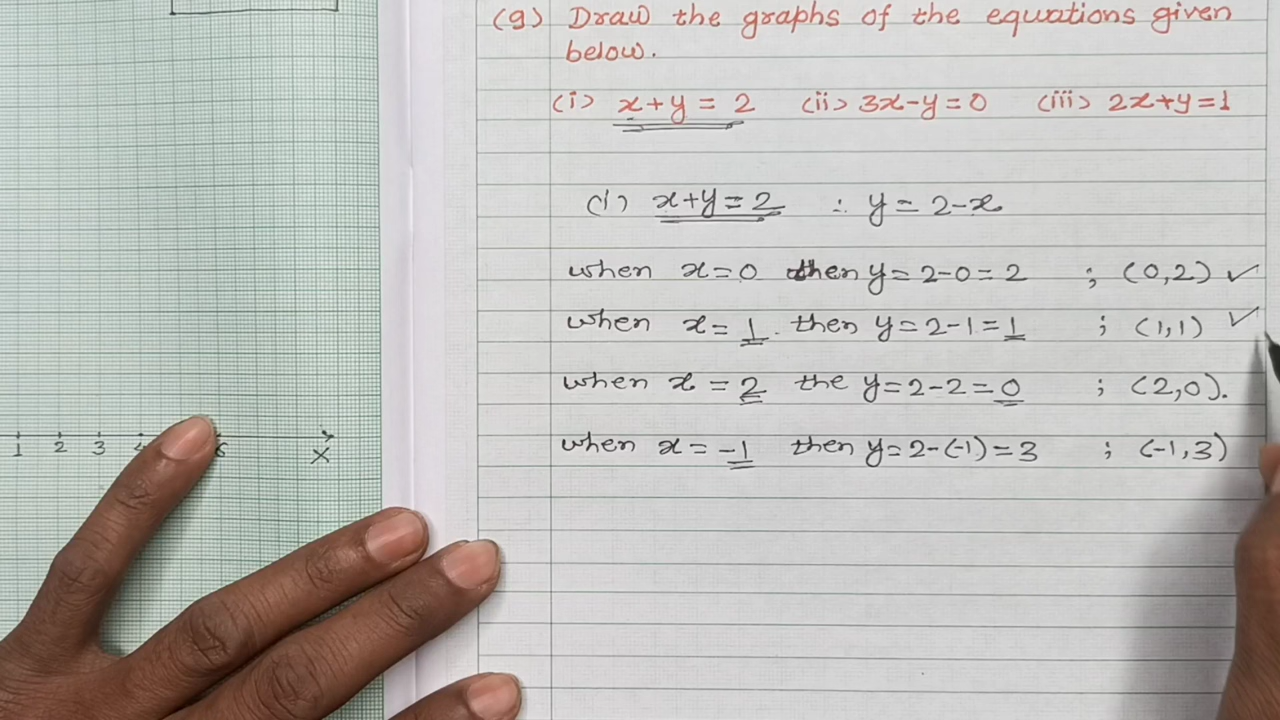 (9) Draw the graphs of the equations given
below.
(i) x+y = 2 (ii) 3x-y=0 (iii) 2x+y=1
(i) x+y=2 ∴ y = 2-x
when x=0 then y=2-0=2 ; (0,2) ✓
when x=1. then y=2-1=1 ; (1,1) ✓
when x=2 the y=2-2=0 ; (2,0).
when x=-1 then y=2-(-1)=3 ; (-1,3)
1 2 3 4 6 X